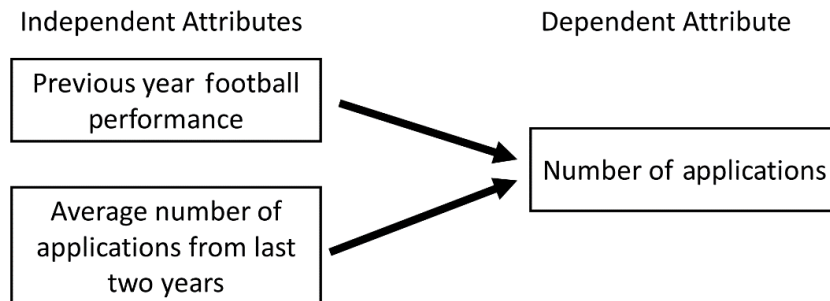 Independent Attributes
Dependent Attribute
Previous year football
performance
Number of applications
Average number of
applications from last
two years